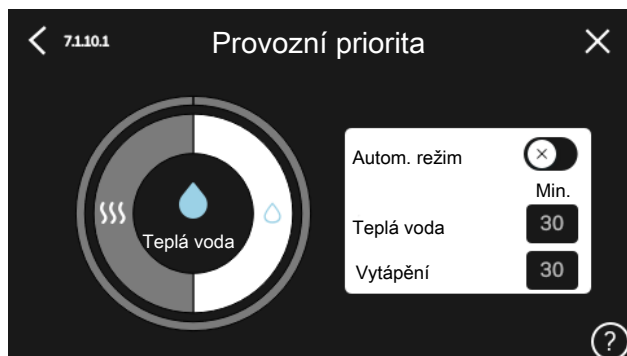 7.1.10.1
Provozní priorita
Teplá voda
Autom. režim
Min.
Teplá voda 30
Vytápění 30
?